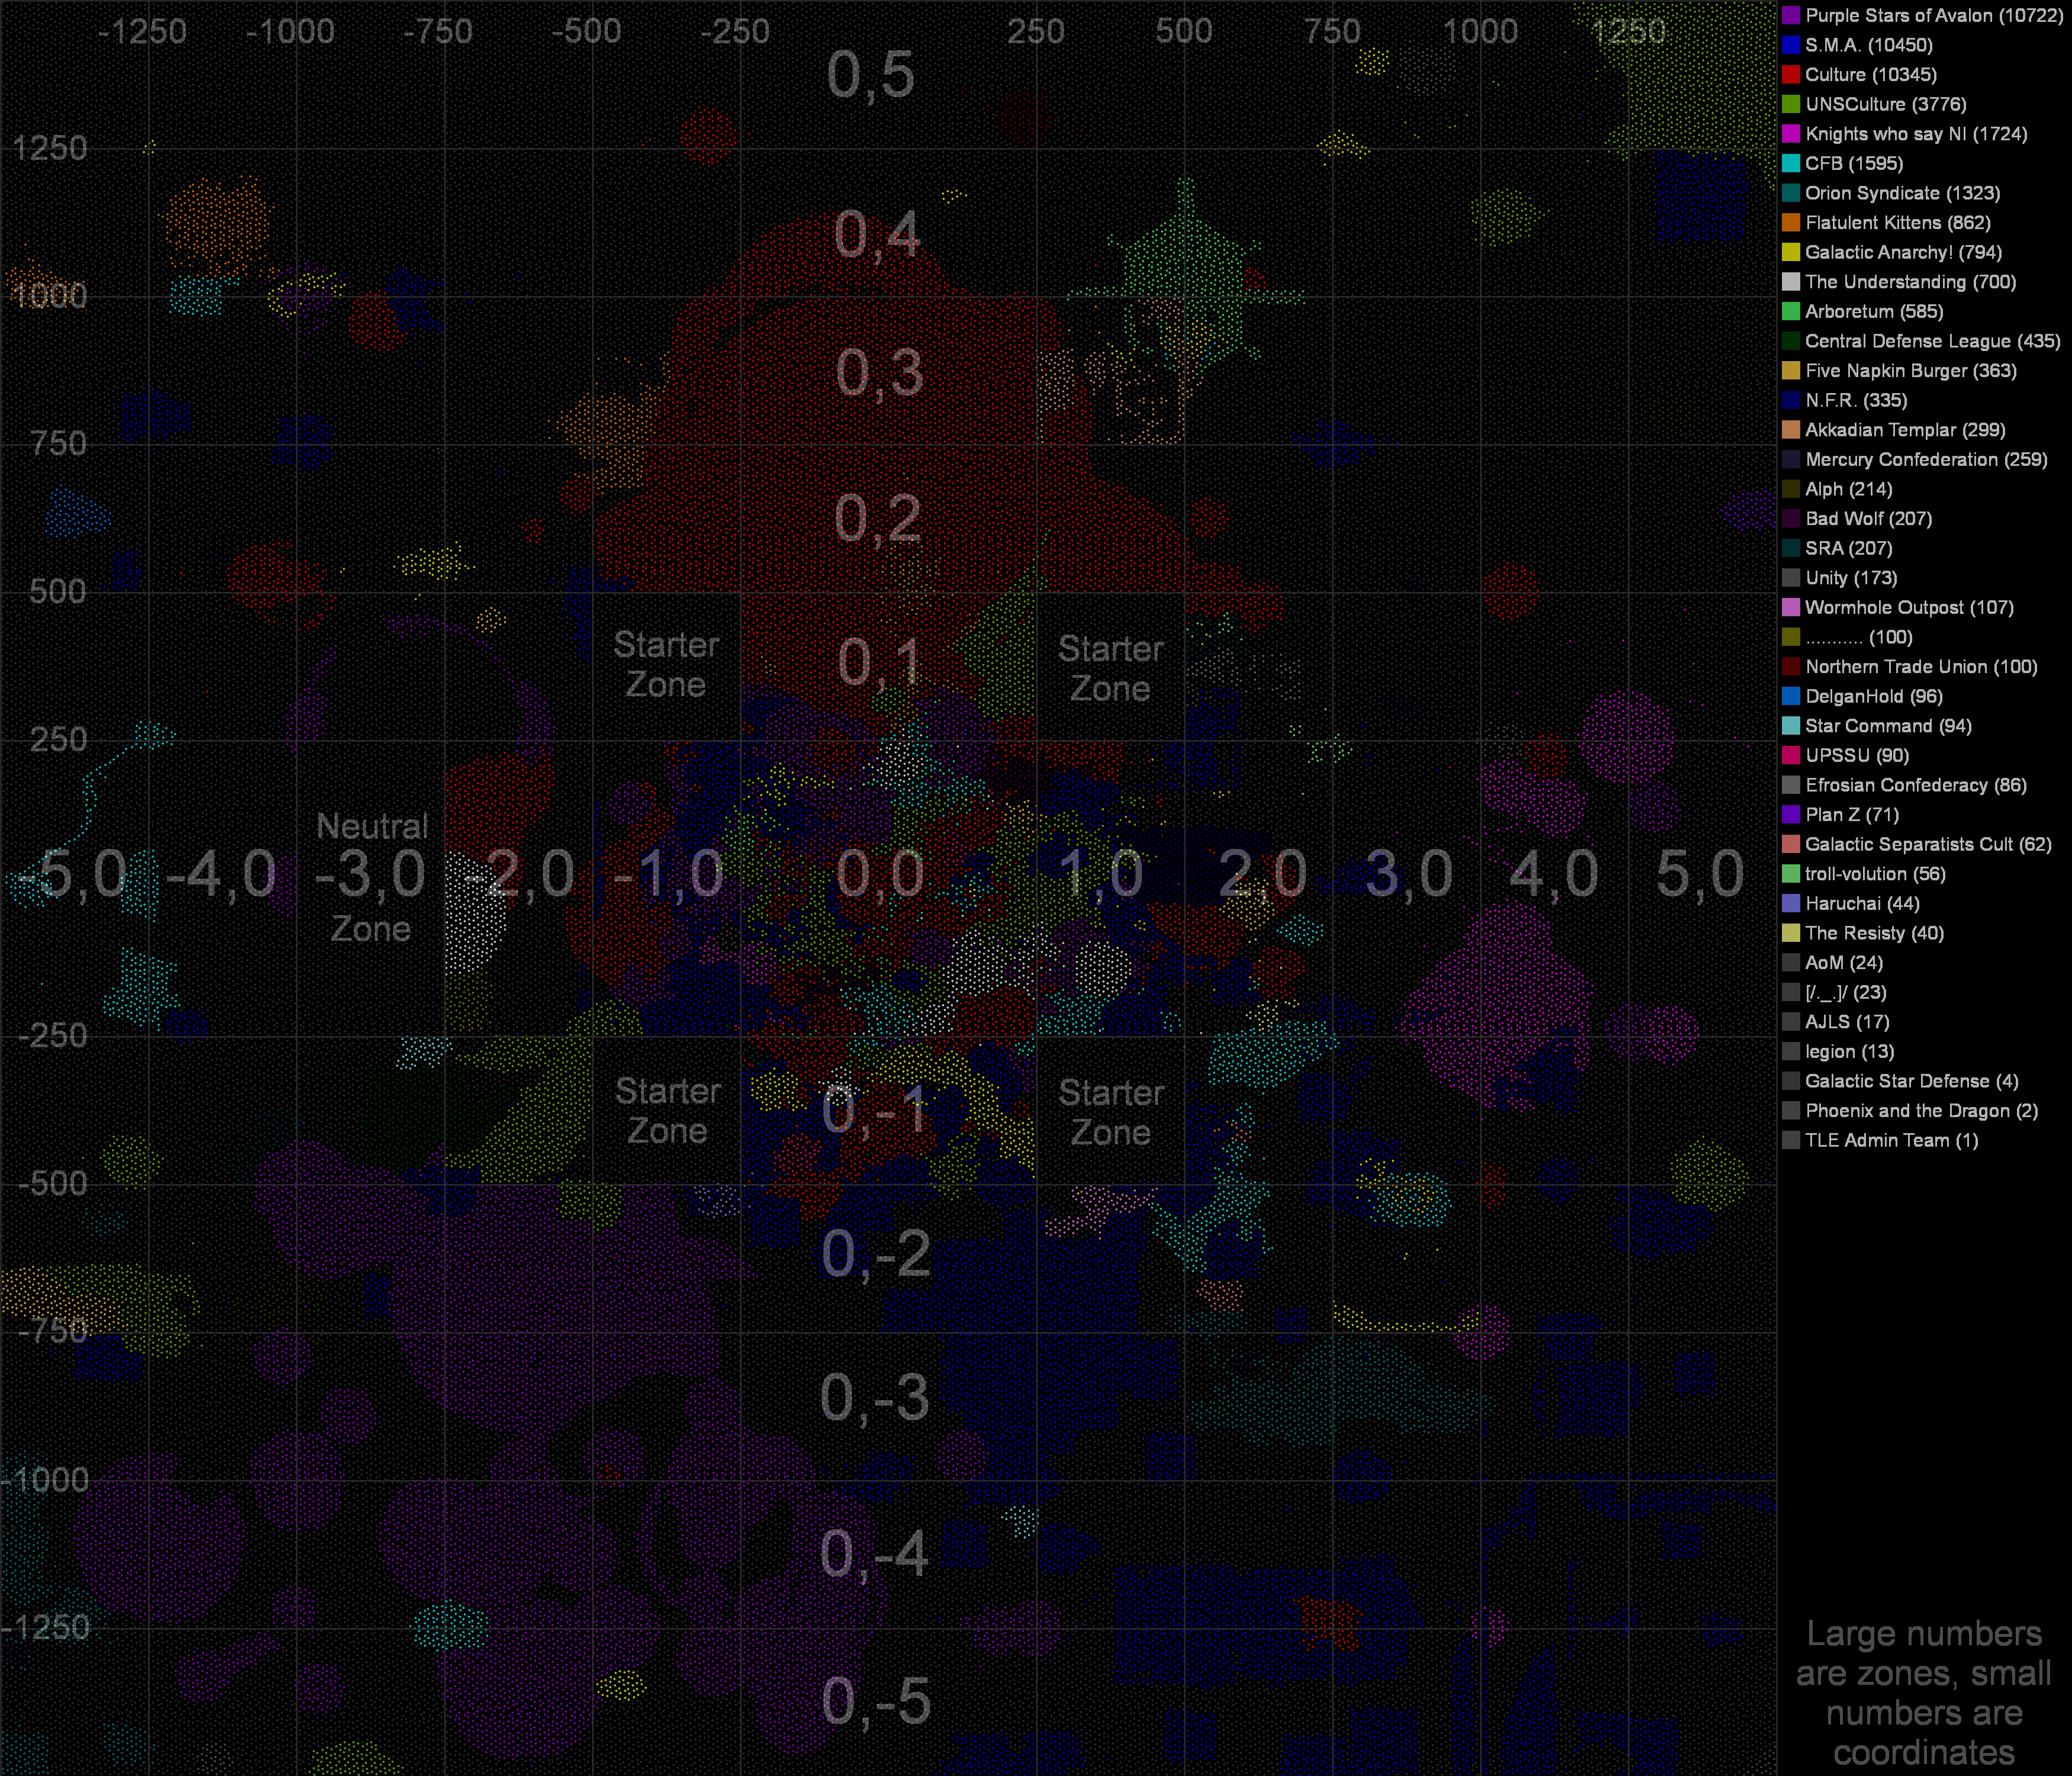 -1250 -1000 -750 -500 -250 250 500 750 1000 1250
0,5
1250
0,4
1000
0,3
750
0,2
500
Starter
Zone
0,1
Starter
Zone
250
Neutral
Zone
-5,0 -4,0 -3,0 -2,0 -1,0 0,0 1,0 2,0 3,0 4,0 5,0
-250
Starter
Zone
0,-1
Starter
Zone
-500
0,-2
-750
0,-3
-1000
0,-4
-1250
0,-5
Purple Stars of Avalon (10722)
S.M.A. (10450)
Culture (10345)
UNSCulture (3776)
Knights who say NI (1724)
CFB (1595)
Orion Syndicate (1323)
Flatulent Kittens (862)
Galactic Anarchy! (794)
The Understanding (700)
Arboretum (585)
Central Defense League (435)
Five Napkin Burger (363)
N.F.R. (335)
Akkadian Templar (299)
Mercury Confederation (259)
Alph (214)
Bad Wolf (207)
SRA (207)
Unity (173)
Wormhole Outpost (107)
........... (100)
Northern Trade Union (100)
DelganHold (96)
Star Command (94)
UPSSU (90)
Efrosian Confederacy (86)
Plan Z (71)
Galactic Separatists Cult (62)
troll-volution (56)
Haruchai (44)
The Resisty (40)
AoM (24)
[/._.]/ (23)
AJLS (17)
legion (13)
Galactic Star Defense (4)
Phoenix and the Dragon (2)
TLE Admin Team (1)
Large numbers
are zones, small
numbers are
coordinates